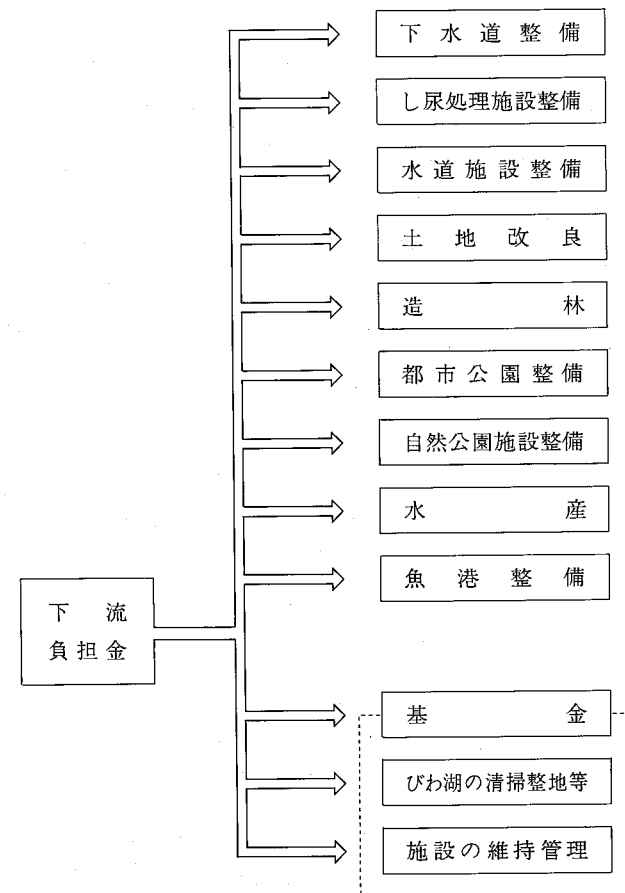 下水道整備
し尿処理施設整備
水道施設整備
土地改良
造林
都市公園整備
自然公園施設整備
水産
魚港整備
下流
負担金
基金
びわ湖の清掃整地等
施設の維持管理